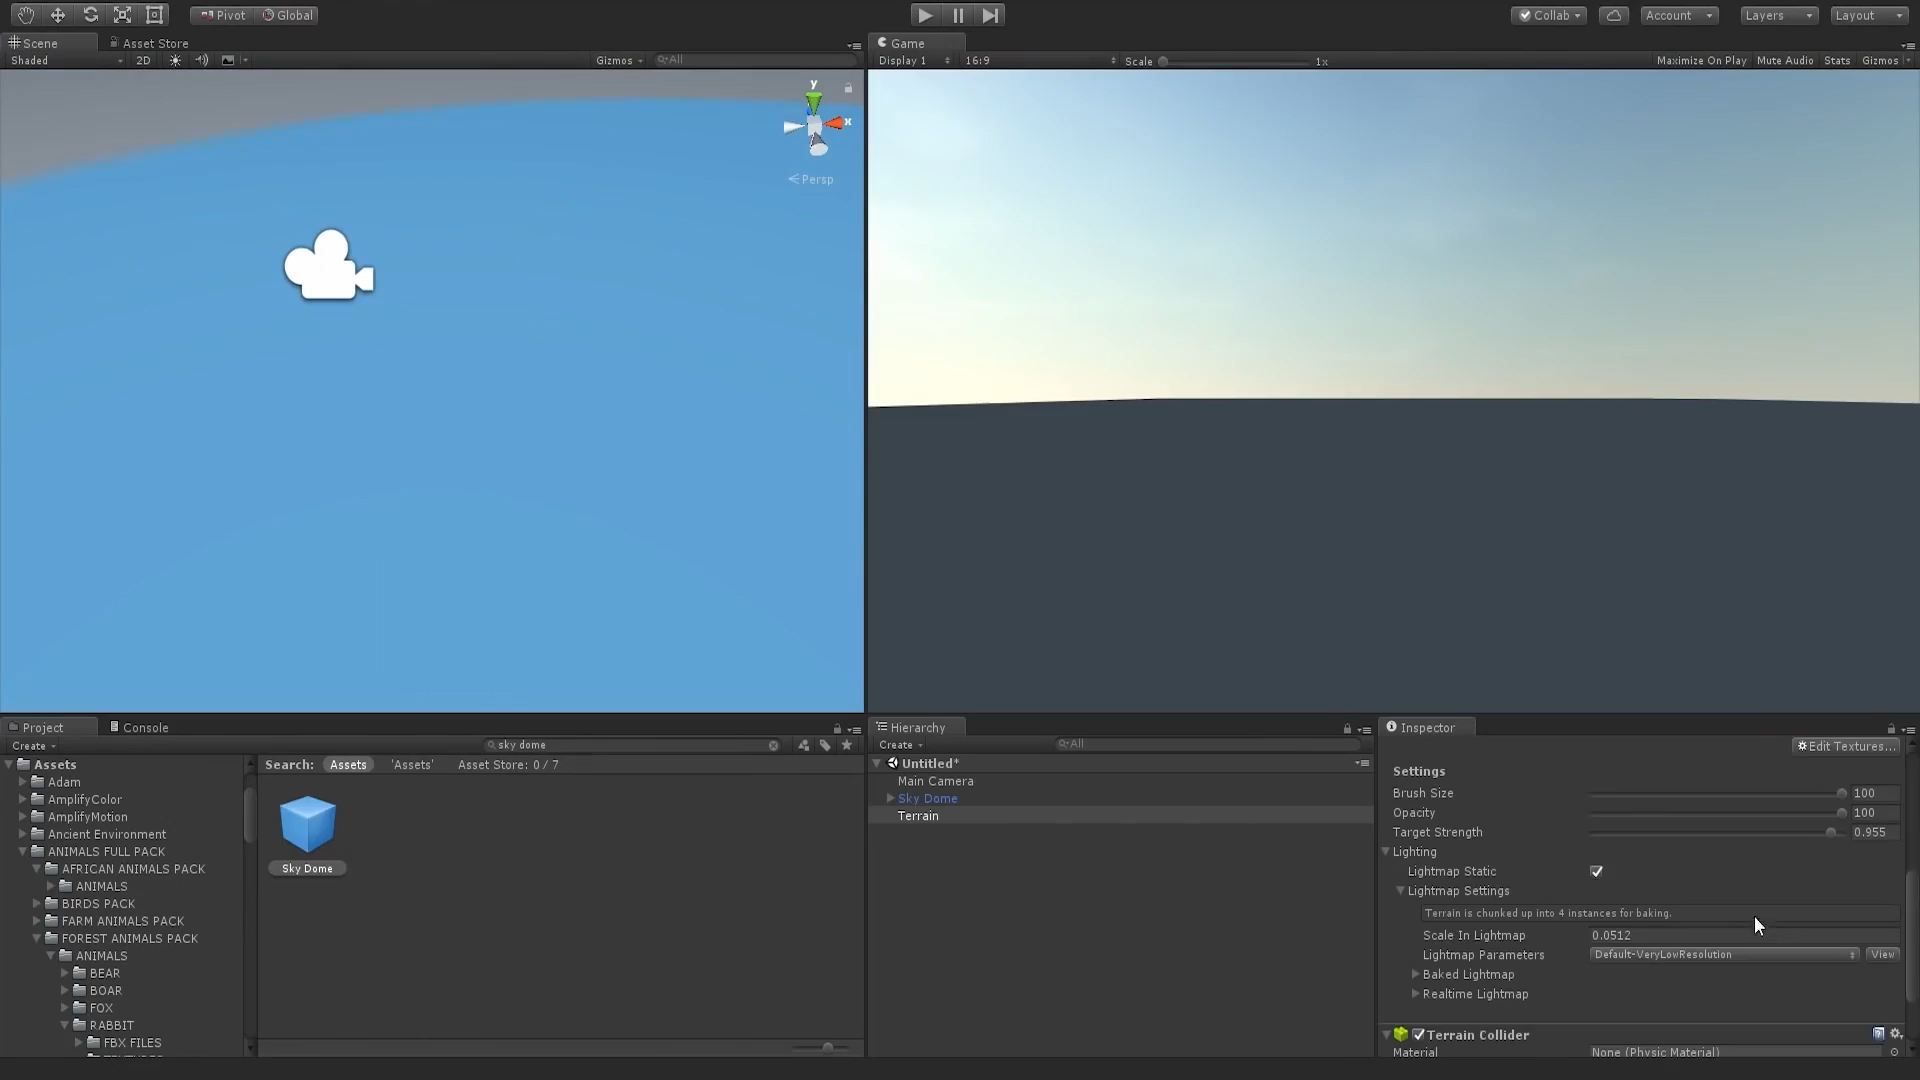 Pivot Global Collab Account Layers Layout
Scene Asset Store Game
Shaded 2D Gizmos All Display 1 16:9 Scale 1x Maximize On Play Mute Audio Stats Gizmos
y
x
Persp
Project Console Hierarchy Inspector
Create sky dome Create All Edit Textures...
Assets Search: Assets 'Assets' Asset Store: 0 / 7 Untitled*
Settings
Adam Main Camera
AmplifyColor Sky Dome Brush Size 100
AmplifyMotion Terrain Opacity 100
Ancient Environment Target Strength 0.955
ANIMALS FULL PACK Lighting
AFRICAN ANIMALS PACK Sky Dome Lightmap Static
ANIMALS Lightmap Settings
BIRDS PACK Terrain is chunked up into 4 instances for baking.
FARM ANIMALS PACK
FOREST ANIMALS PACK Scale In Lightmap 0.0512
ANIMALS Lightmap Parameters Default-VeryLowResolution View
BEAR Baked Lightmap
BOAR Realtime Lightmap
FOX
RABBIT Terrain Collider
FBX FILES Material None (Physic Material)